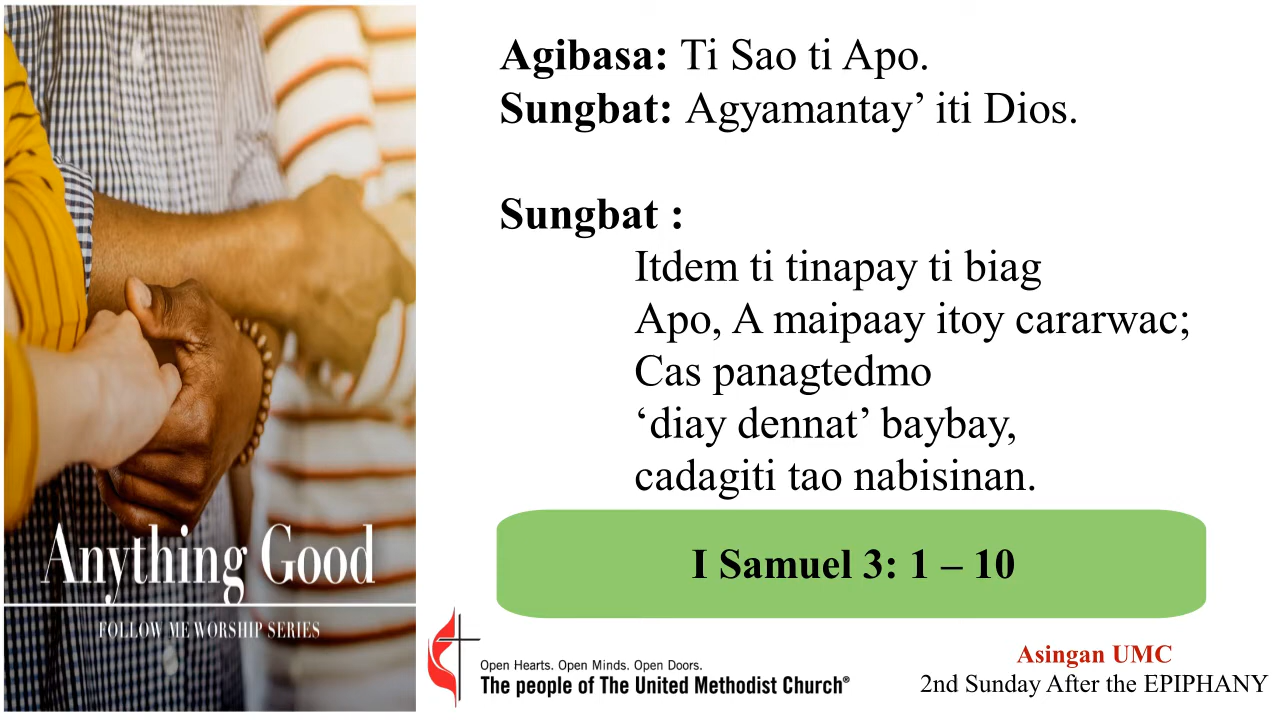 Agibasa: Ti Sao ti Apo.
Sungbat: Agyamantay’ iti Dios.
Sungbat :
Itdem ti tinapay ti biag
Apo, A maipaay itoy cararwac;
Cas panagtedmo
‘diay dennat’ baybay,
cadagiti tao nabisinan.
I Samuel 3: 1 – 10
Anything Good
FOLLOW ME WORSHIP SERIES
Open Hearts. Open Minds. Open Doors.
The people of The United Methodist Church®
Asingan UMC
2nd Sunday After the EPIPHANY